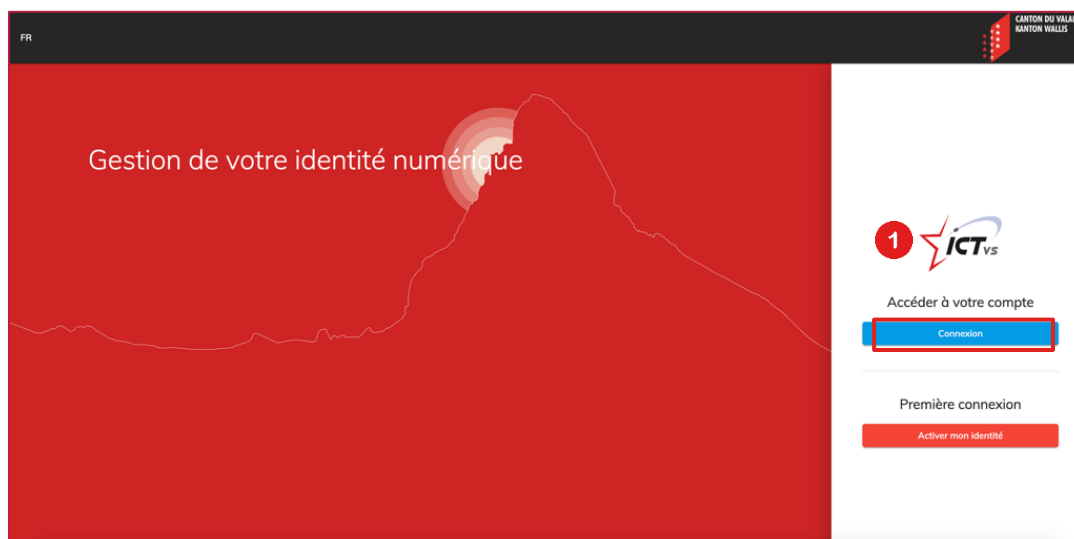 FR
CANTON DU VALAI
KANTON WALLIS
Gestion de votre identité numérique
1
ICTVS
Accéder à votre compte
Connexion
Première connexion
Activer mon identité